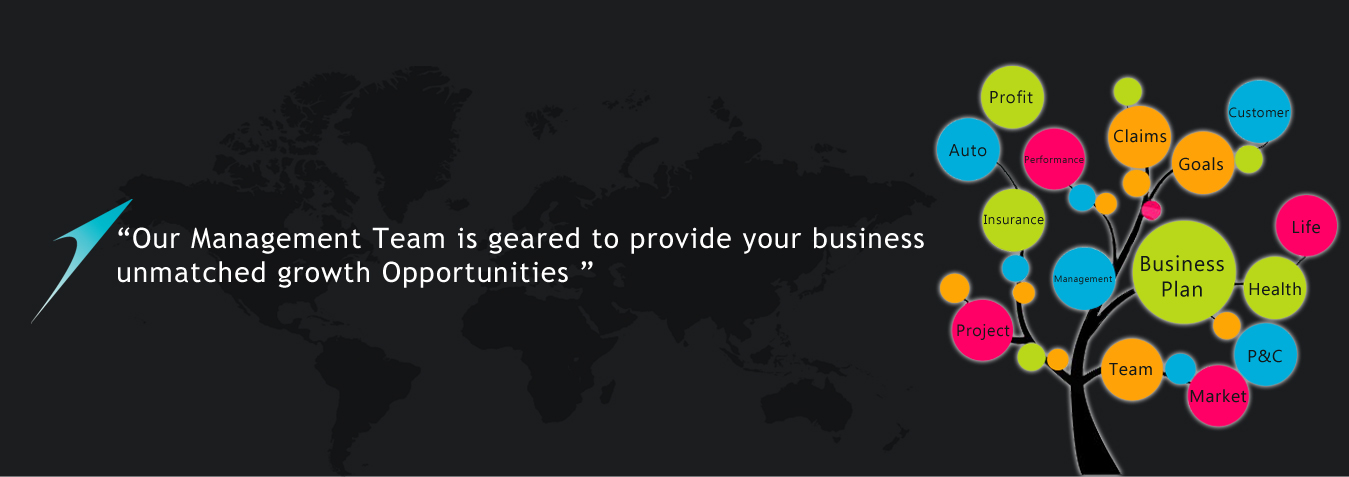 “Our Management Team is geared to provide your business
unmatched growth Opportunities ”
Profit
Auto
Performance
Claims
Customer
Goals
Insurance
Life
Management
Business
Plan
Health
Project
P&C
Team
Market